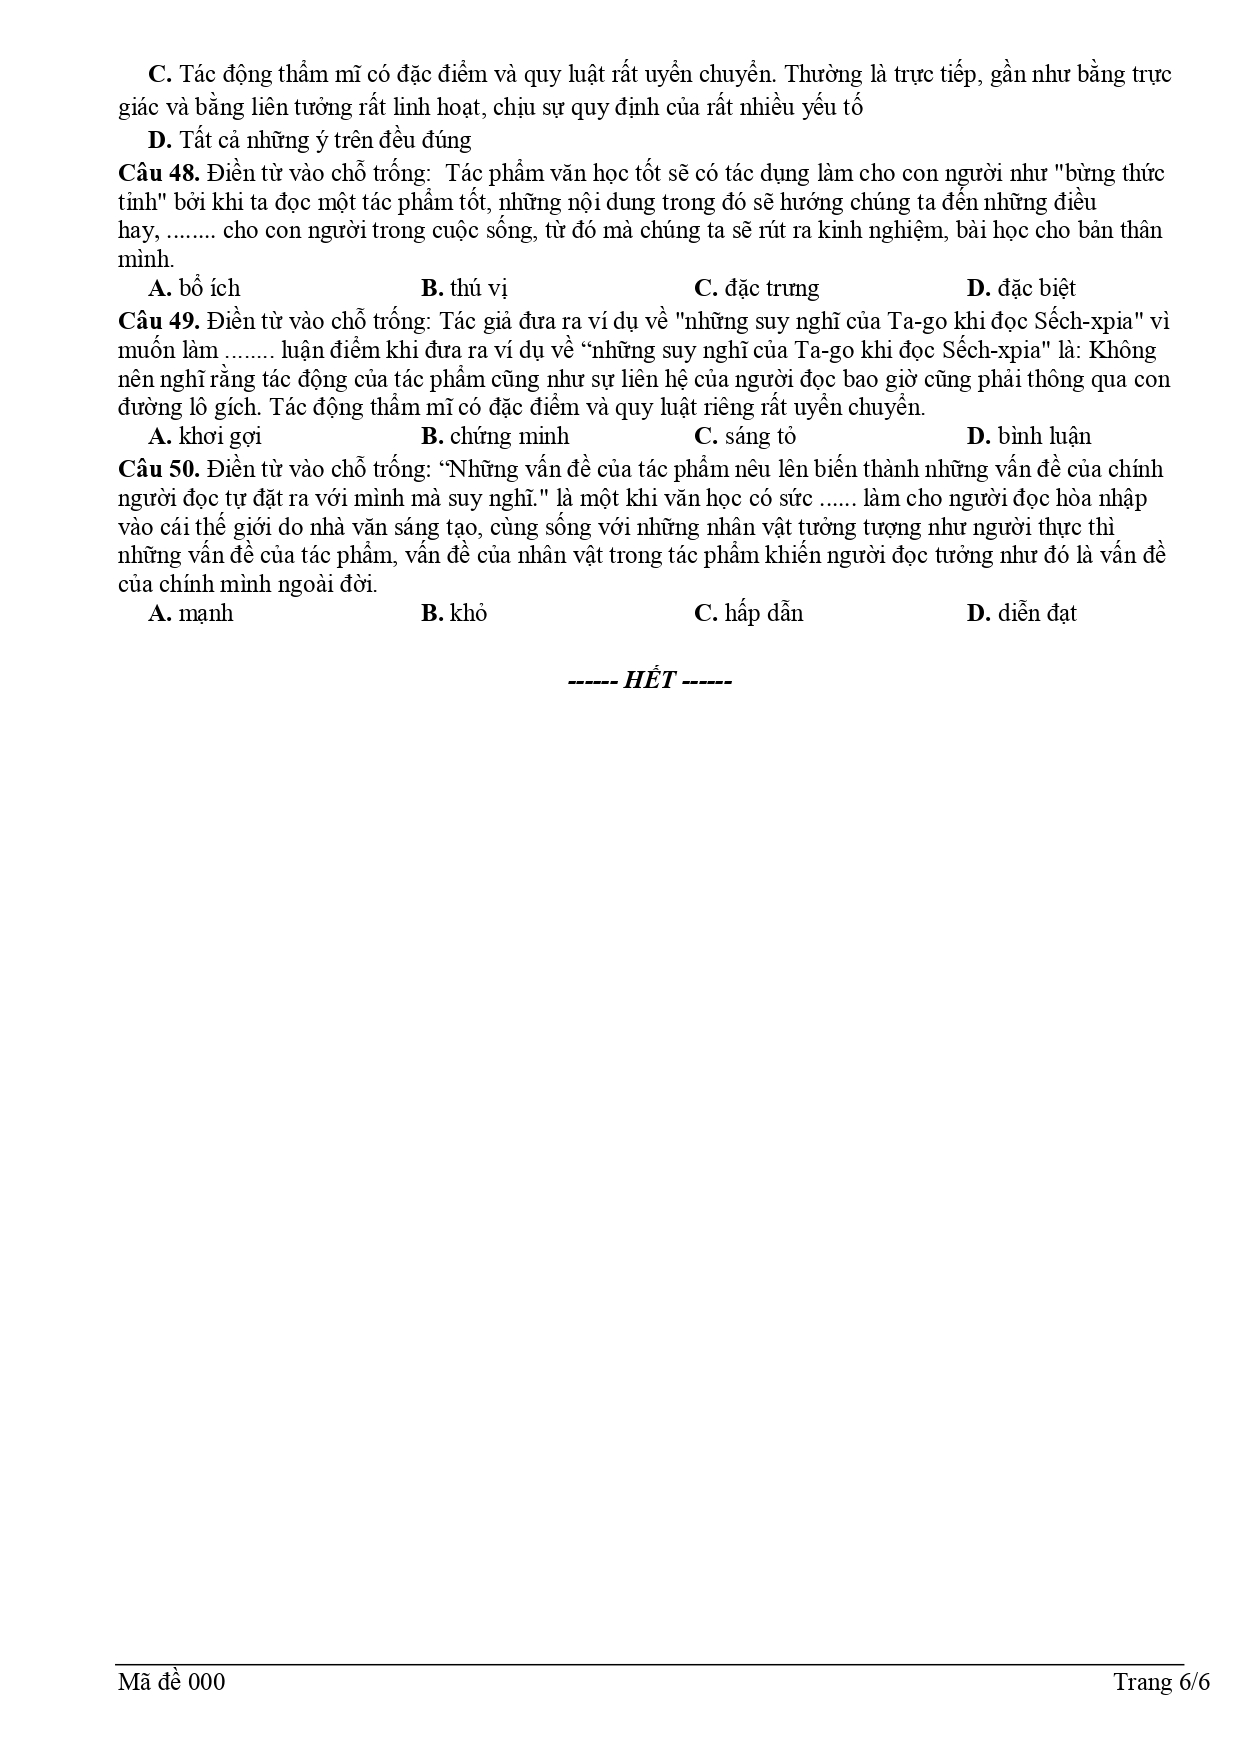 C. Tác động thẩm mĩ có đặc điểm và quy luật rất uyển chuyển. Thường là trực tiếp, gần như bằng trực
giác và bằng liên tưởng rất linh hoạt, chịu sự quy định của rất nhiều yếu tố
D. Tất cả những ý trên đều đúng
Câu 48. Điền từ vào chỗ trống:  Tác phẩm văn học tốt sẽ có tác dụng làm cho con người như "bừng thức
tỉnh" bởi khi ta đọc một tác phẩm tốt, những nội dung trong đó sẽ hướng chúng ta đến những điều
hay, ........ cho con người trong cuộc sống, từ đó mà chúng ta sẽ rút ra kinh nghiệm, bài học cho bản thân
mình.
A. bổ ích B. thú vị C. đặc trưng D. đặc biệt
Câu 49. Điền từ vào chỗ trống: Tác giả đưa ra ví dụ về "những suy nghĩ của Ta-go khi đọc Sếch-xpia" vì
muốn làm ........ luận điểm khi đưa ra ví dụ về “những suy nghĩ của Ta-go khi đọc Sếch-xpia" là: Không
nên nghĩ rằng tác động của tác phẩm cũng như sự liên hệ của người đọc bao giờ cũng phải thông qua con
đường lô gích. Tác động thẩm mĩ có đặc điểm và quy luật riêng rất uyển chuyển.
A. khơi gợi B. chứng minh C. sáng tỏ D. bình luận
Câu 50. Điền từ vào chỗ trống: “Những vấn đề của tác phẩm nêu lên biến thành những vấn đề của chính
người đọc tự đặt ra với mình mà suy nghĩ." là một khi văn học có sức ...... làm cho người đọc hòa nhập
vào cái thế giới do nhà văn sáng tạo, cùng sống với những nhân vật tưởng tượng như người thực thì
những vấn đề của tác phẩm, vấn đề của nhân vật trong tác phẩm khiến người đọc tưởng như đó là vấn đề
của chính mình ngoài đời.
A. mạnh B. khỏ C. hấp dẫn D. diễn đạt
------ HẾT ------
Mã đề 000 Trang 6/6